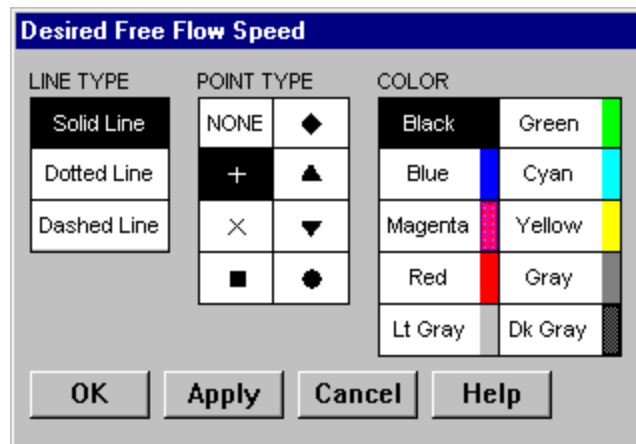 Desired Free Flow Speed
LINE TYPE POINT TYPE COLOR
Solid Line NONE Black Green
Dotted Line Blue Cyan
Dashed Line Magenta Yellow
Red Gray
Lt Gray Dk Gray
OK Apply Cancel Help